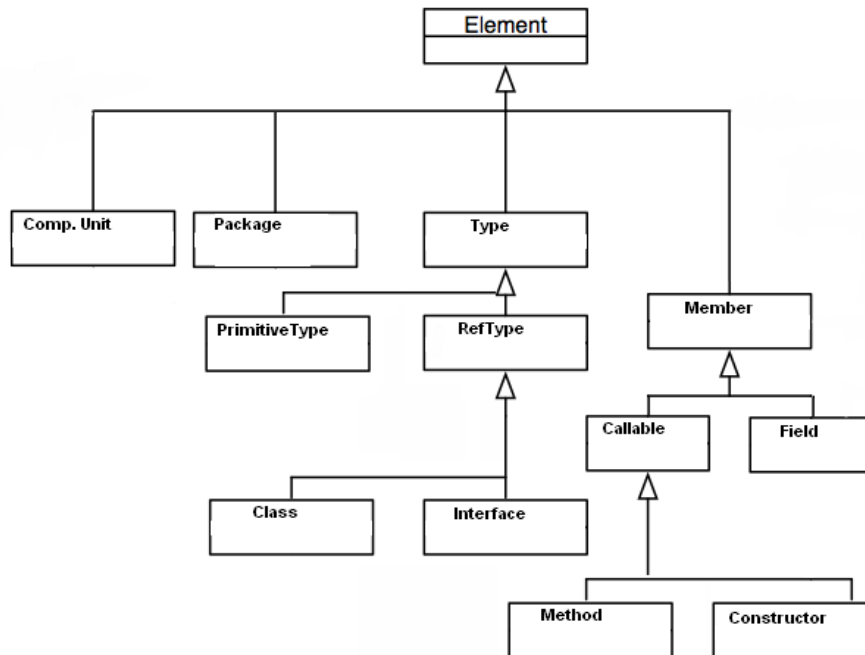 Element
Comp. Unit
Package
Type
PrimitiveType
RefType
Member
Callable
Field
Class
Interface
Method
Constructor